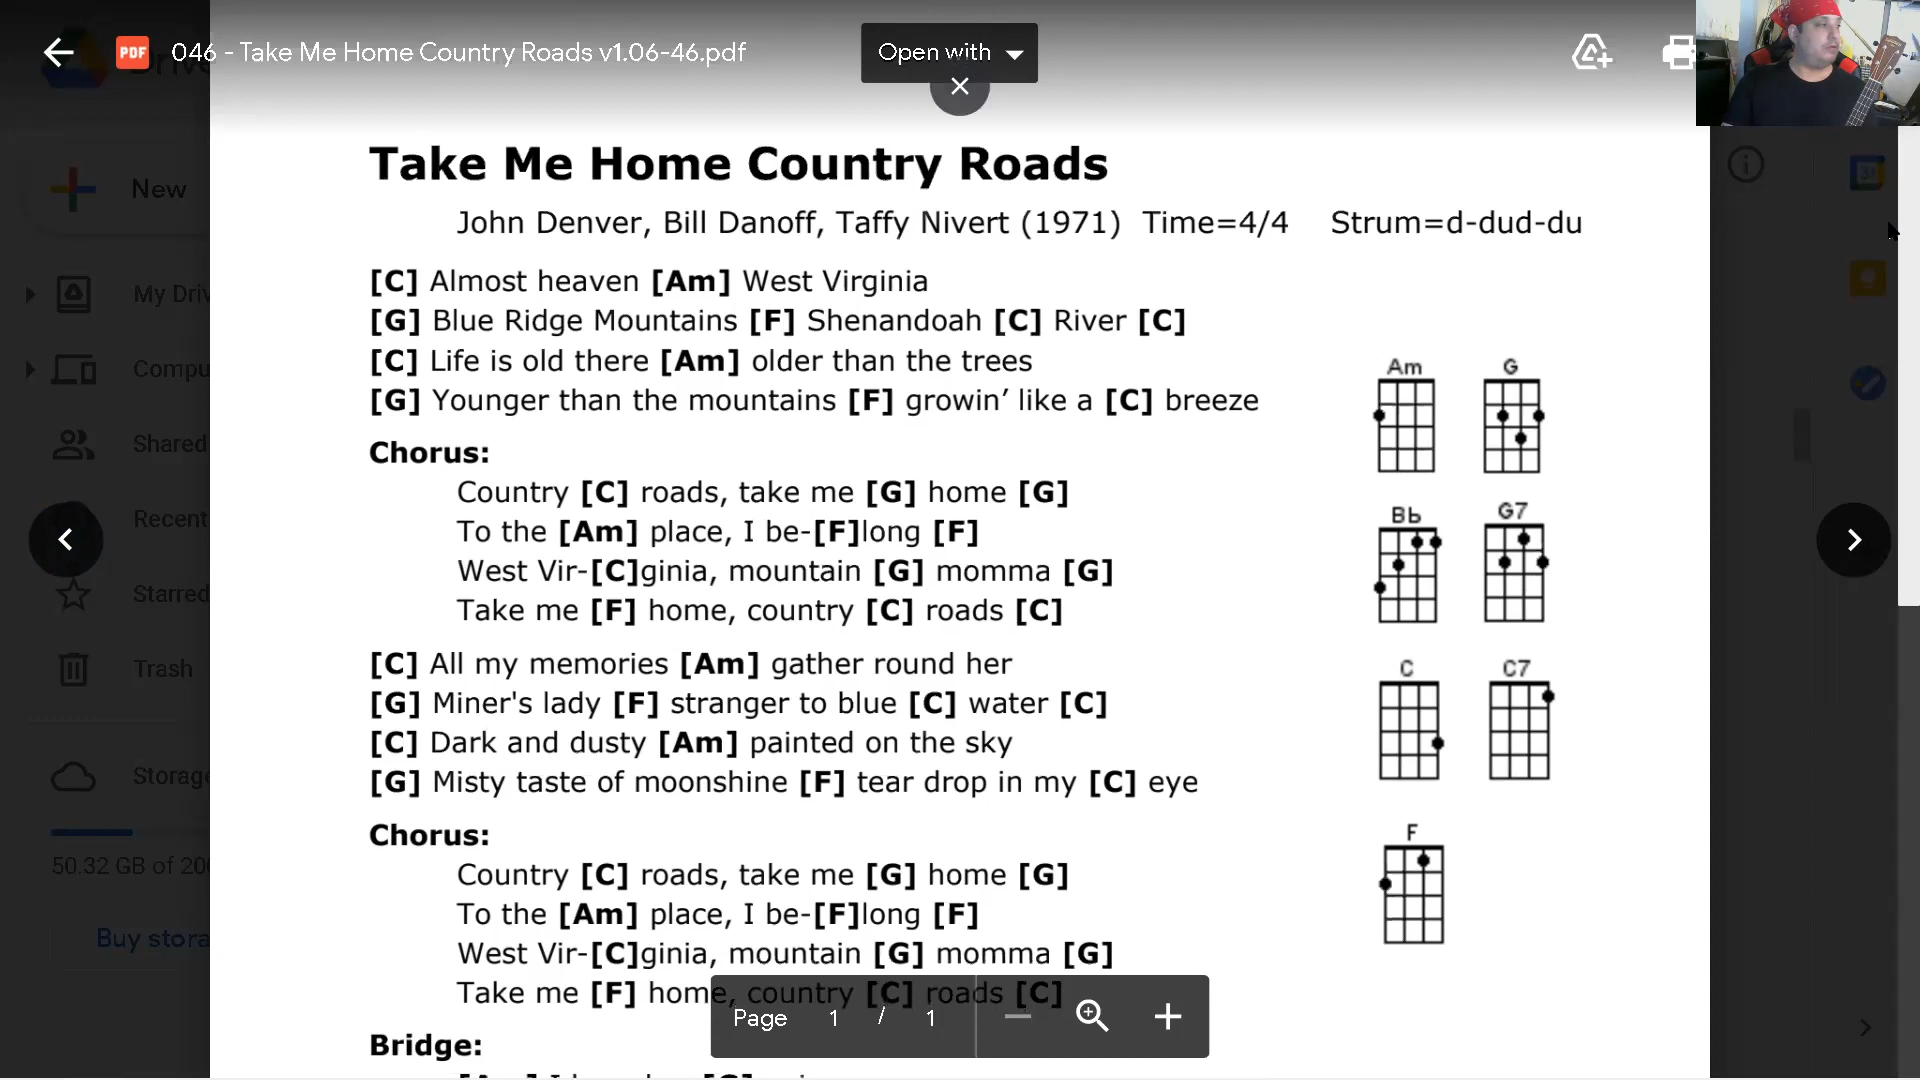 046 - Take Me Home Country Roads v1.06-46.pdf
Open with
PDF
New
My Driv
Compu
Shared
Recent
Starred
Trash
Storage
50.32 GB of 200
Buy stora
Take Me Home Country Roads
John Denver, Bill Danoff, Taffy Nivert (1971) Time=4/4 Strum=d-dud-du
[C] Almost heaven [Am] West Virginia
[G] Blue Ridge Mountains [F] Shenandoah [C] River [C]
[C] Life is old there [Am] older than the trees
[G] Younger than the mountains [F] growin’ like a [C] breeze
Chorus:
Country [C] roads, take me [G] home [G]
To the [Am] place, I be-[F]long [F]
West Vir-[C]ginia, mountain [G] momma [G]
Take me [F] home, country [C] roads [C]
[C] All my memories [Am] gather round her
[G] Miner's lady [F] stranger to blue [C] water [C]
[C] Dark and dusty [Am] painted on the sky
[G] Misty taste of moonshine [F] tear drop in my [C] eye
Chorus:
Country [C] roads, take me [G] home [G]
To the [Am] place, I be-[F]long [F]
West Vir-[C]ginia, mountain [G] momma [G]
Take me [F] home, country [C] roads [C]
Bridge:
Am G
Bb G7
C C7
F
Page 1 / 1